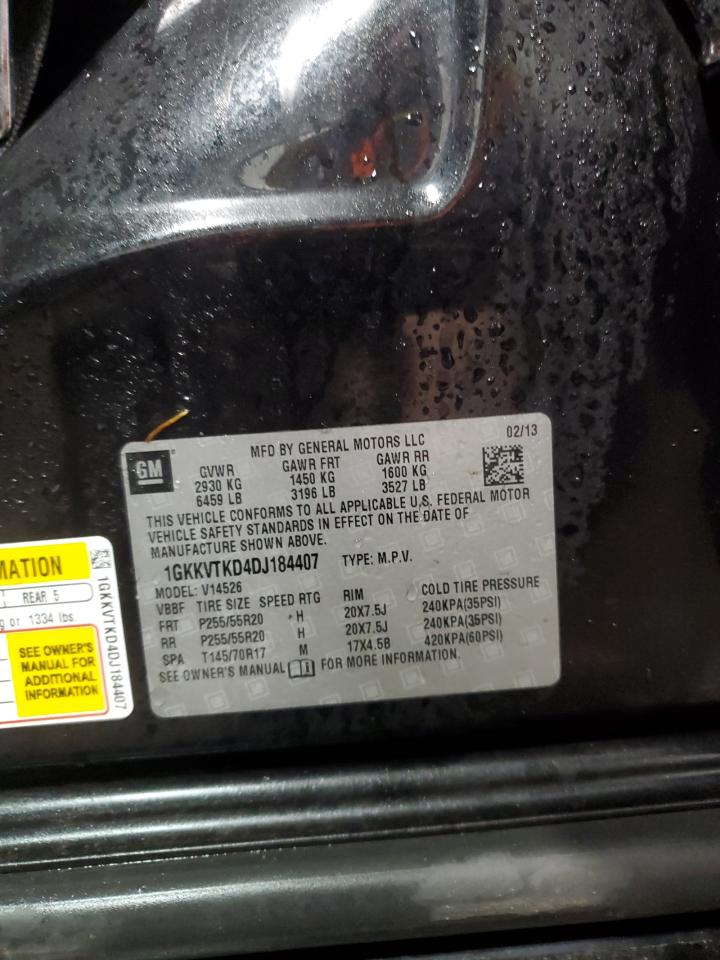 GM
MFD BY GENERAL MOTORS LLC
02/13
GVWR GAWR FRT GAWR RR
2930 KG 1450 KG 1600 KG
6459 LB 3196 LB 3527 LB
THIS VEHICLE CONFORMS TO ALL APPLICABLE U.S. FEDERAL MOTOR
VEHICLE SAFETY STANDARDS IN EFFECT ON THE DATE OF
MANUFACTURE SHOWN ABOVE.
1GKKVTKD4DJ184407 TYPE: M.P.V.
MODEL: V14526
VBBF TIRE SIZE SPEED RTG RIM COLD TIRE PRESSURE
FRT P255/55R20 H 20X7.5J 240KPA(35PSI)
RR P255/55R20 H 20X7.5J 240KPA(35PSI)
SPA T145/70R17 M 17X4.5B 420KPA(60PSI)
SEE OWNER'S MANUAL FOR MORE INFORMATION.
MATION
REAR 5
or 1334 lbs.
SEE OWNER'S
MANUAL FOR
ADDITIONAL
INFORMATION
1GKKVTKD4DJ184407